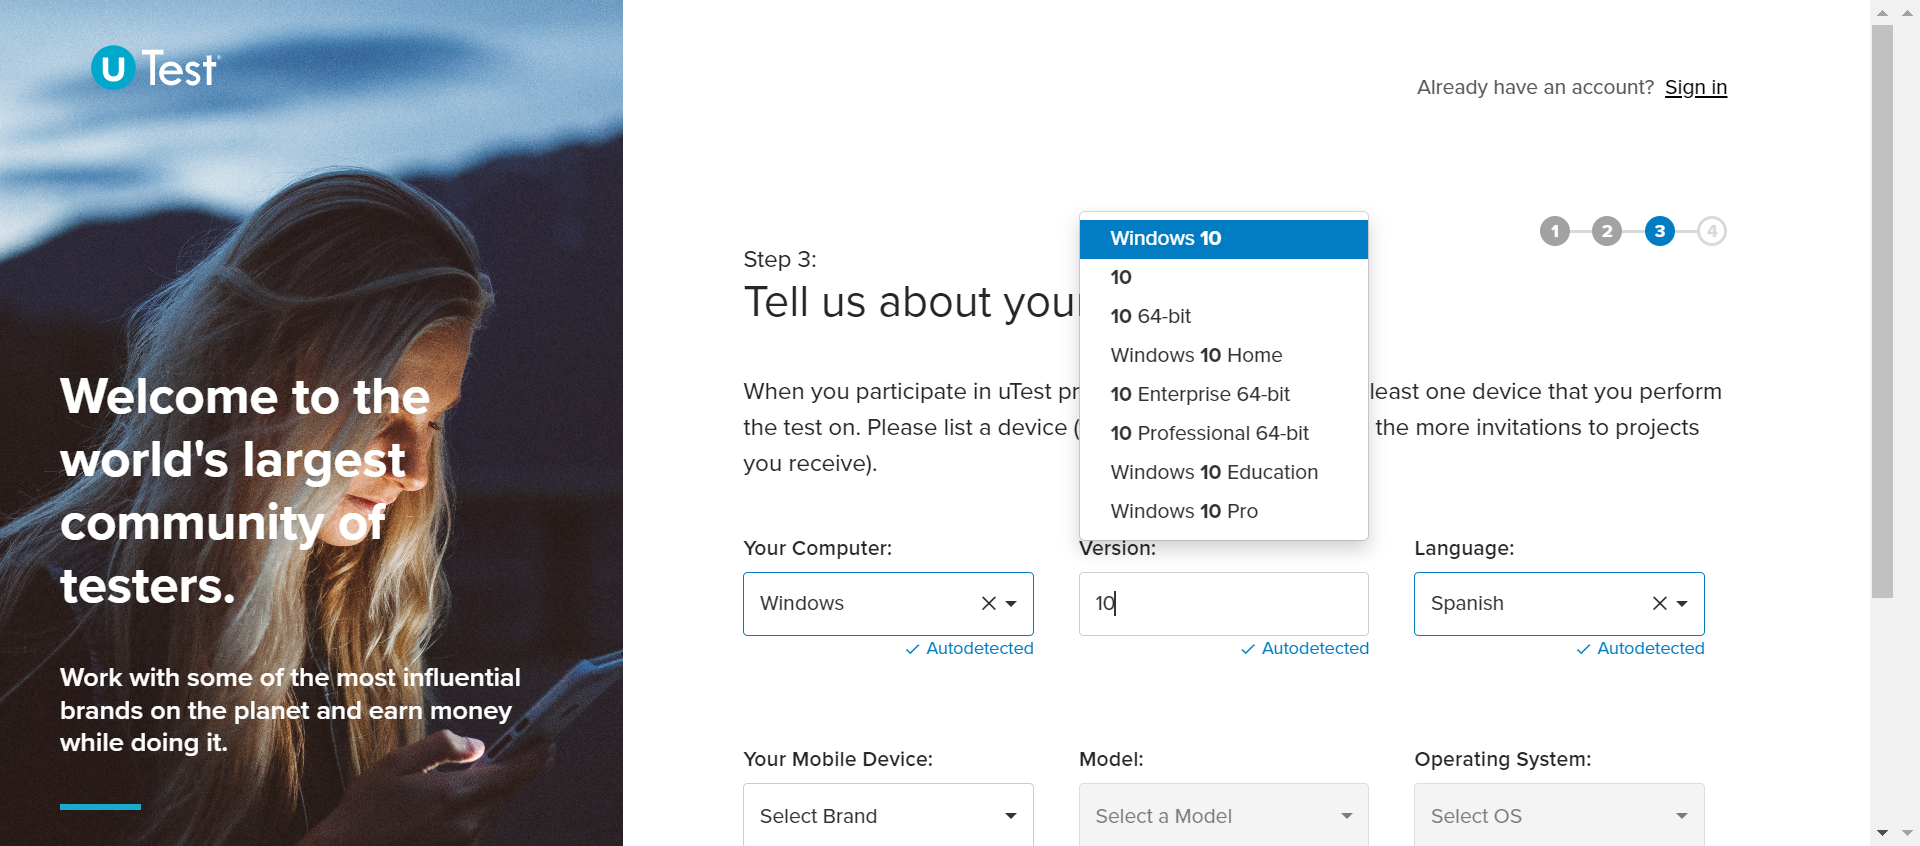 uTest
Welcome to the
world's largest
community of
testers.
Work with some of the most influential
brands on the planet and earn money
while doing it.
Already have an account? Sign in
1 2 3 4
Step 3:
Tell us about your
Windows 10
10
10 64-bit
Windows 10 Home
10 Enterprise 64-bit
10 Professional 64-bit
Windows 10 Education
Windows 10 Pro
When you participate in uTest pr least one device that you perform
the test on. Please list a device ( the more invitations to projects
you receive).
Your Computer: Version: Language:
Windows 10 Spanish
Autodetected Autodetected Autodetected
Your Mobile Device: Model: Operating System:
Select Brand Select a Model Select OS